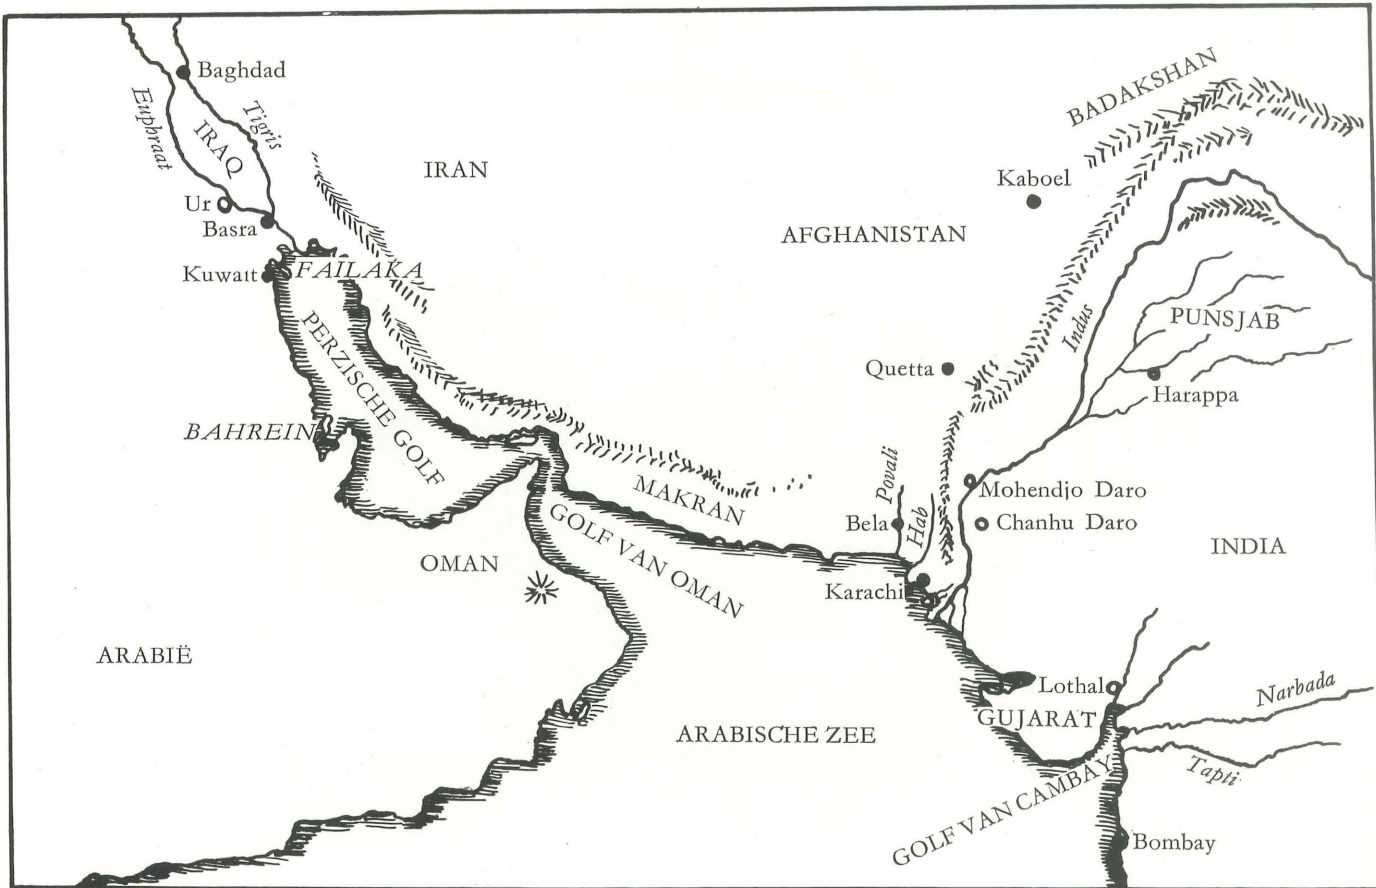 Baghdad
Euphraat
Tigris
IRAQ
IRAN
BADAKSHAN
Kaboel
Ur
Basra
AFGHANISTAN
Kuwait
FAILAKA
PERZISCHE GOLF
Indus
PUNSJAB
Quetta
Harappa
BAHREIN
MAKRAN
Povali
Mohendjo Daro
Bela
Hab
Chanhu Daro
GOLF VAN OMAN
OMAN
INDIA
Karachi
ARABIË
Lothal
Narbada
GUJARAT
ARABISCHE ZEE
Tapti
GOLF VAN CAMBAY
Bombay